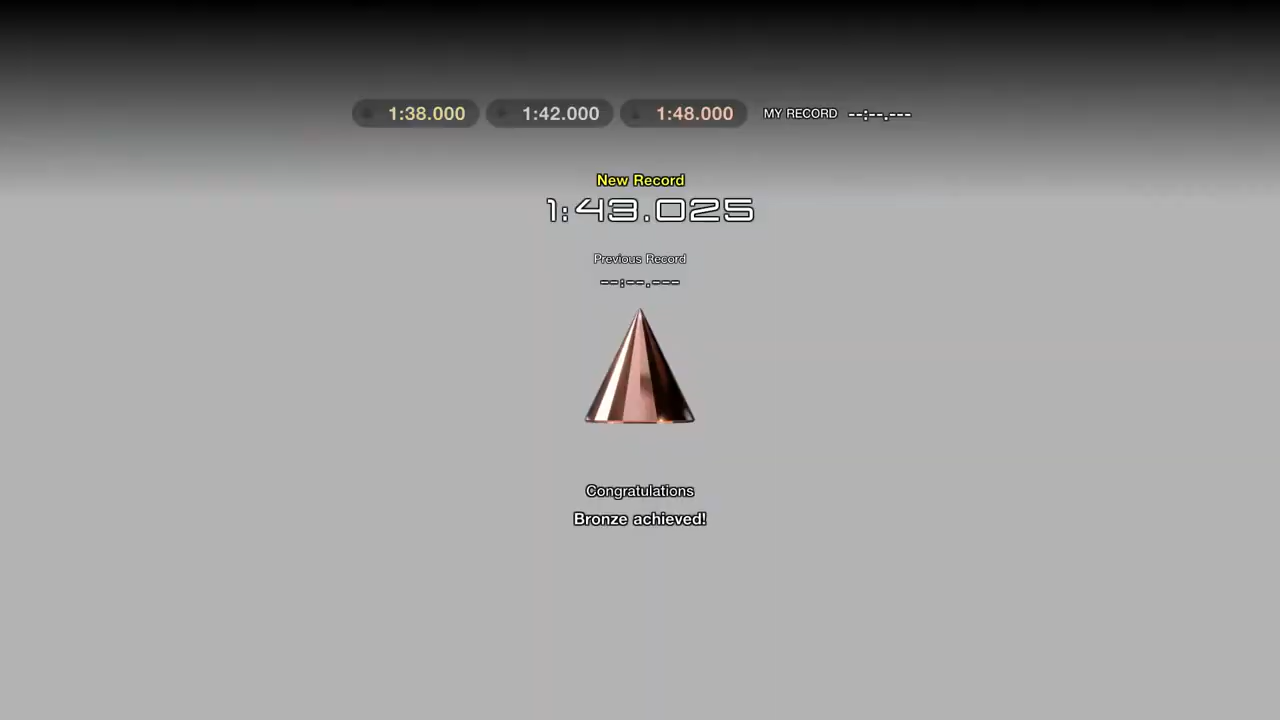 1:38.000 1:42.000 1:48.000 MY RECORD --:--.---
New Record
1:43.025
Previous Record
--:--.---
Congratulations
Bronze achieved!